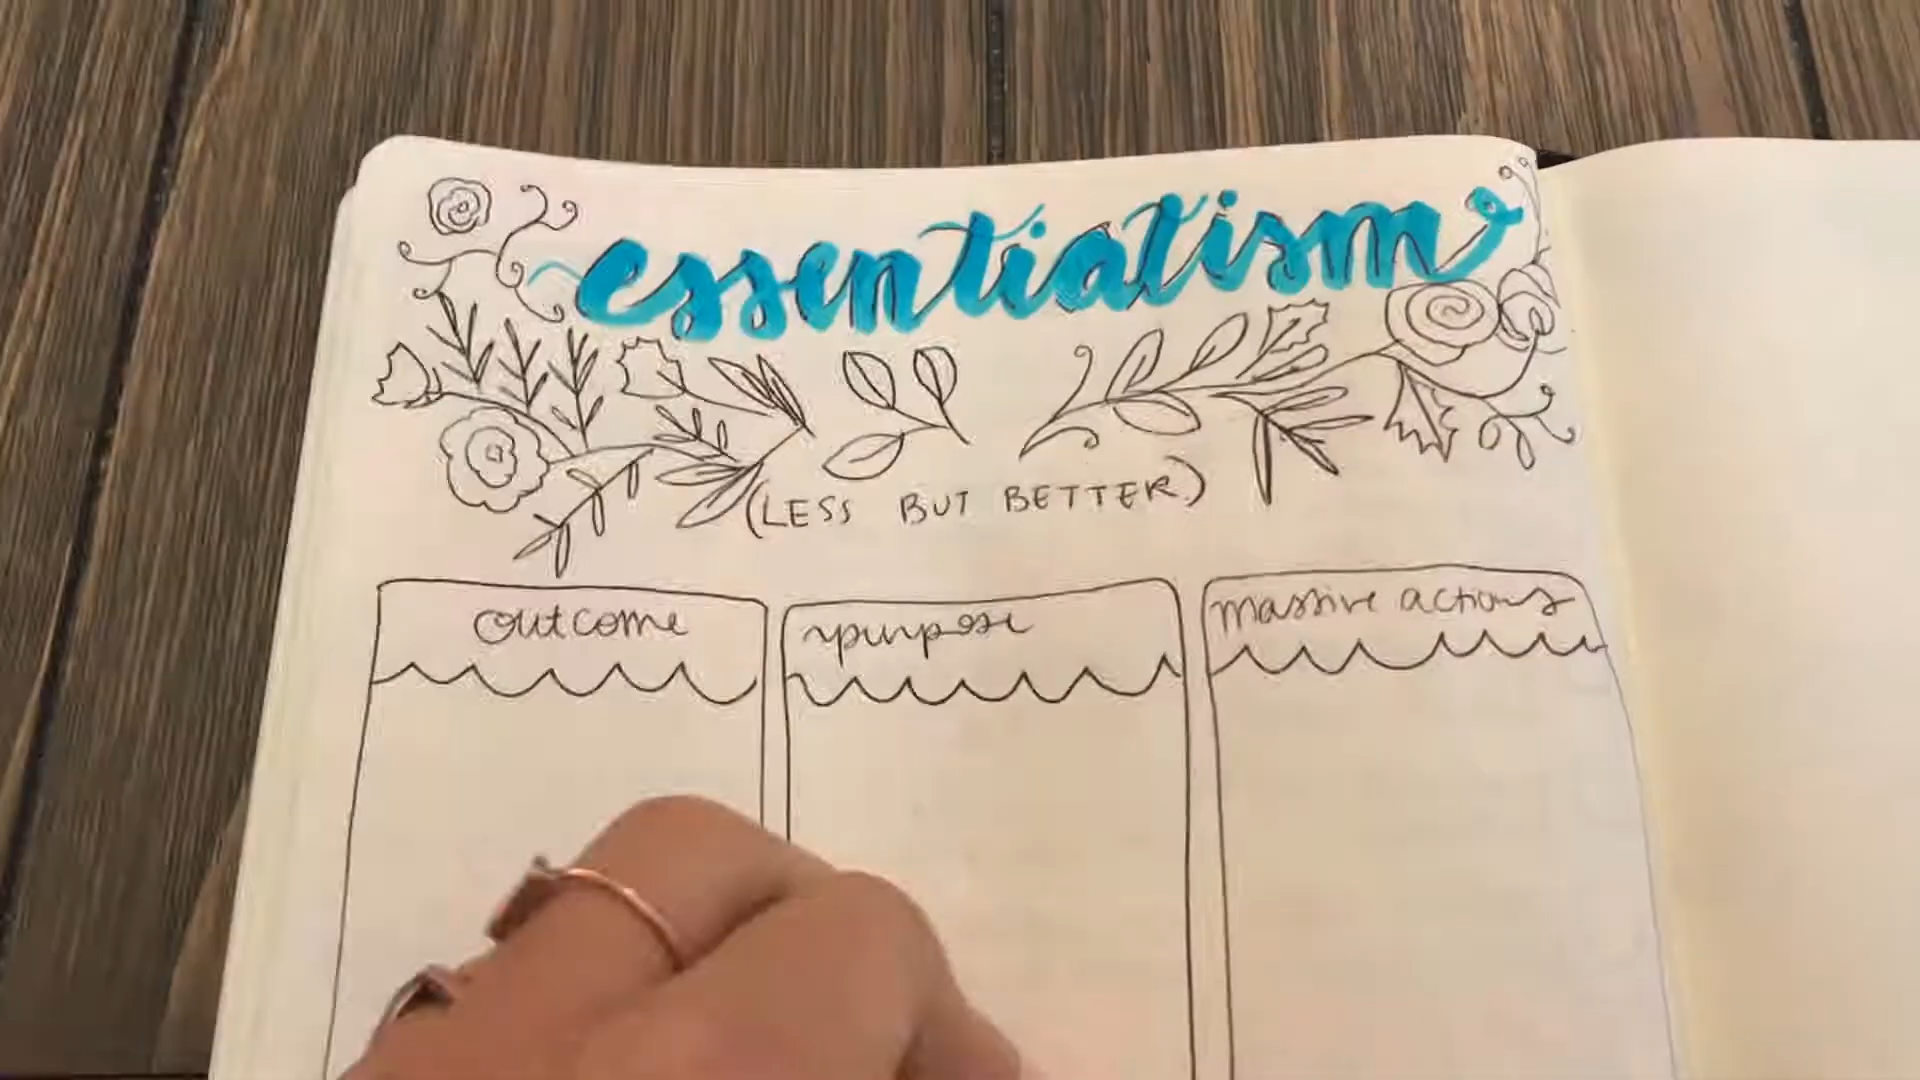 essentialism
(LESS BUT BETTER)
outcome
purpose
massive actions